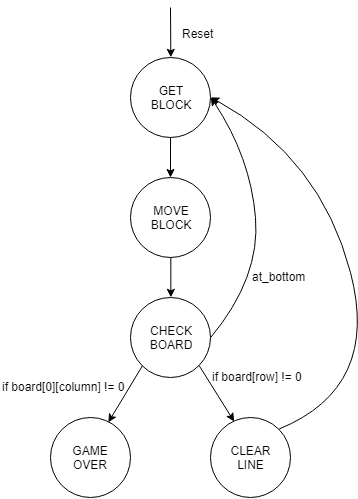 Reset
GET
BLOCK
MOVE
BLOCK
at_bottom
CHECK
BOARD
if board[0][column] != 0
if board[row] != 0
GAME
OVER
CLEAR
LINE